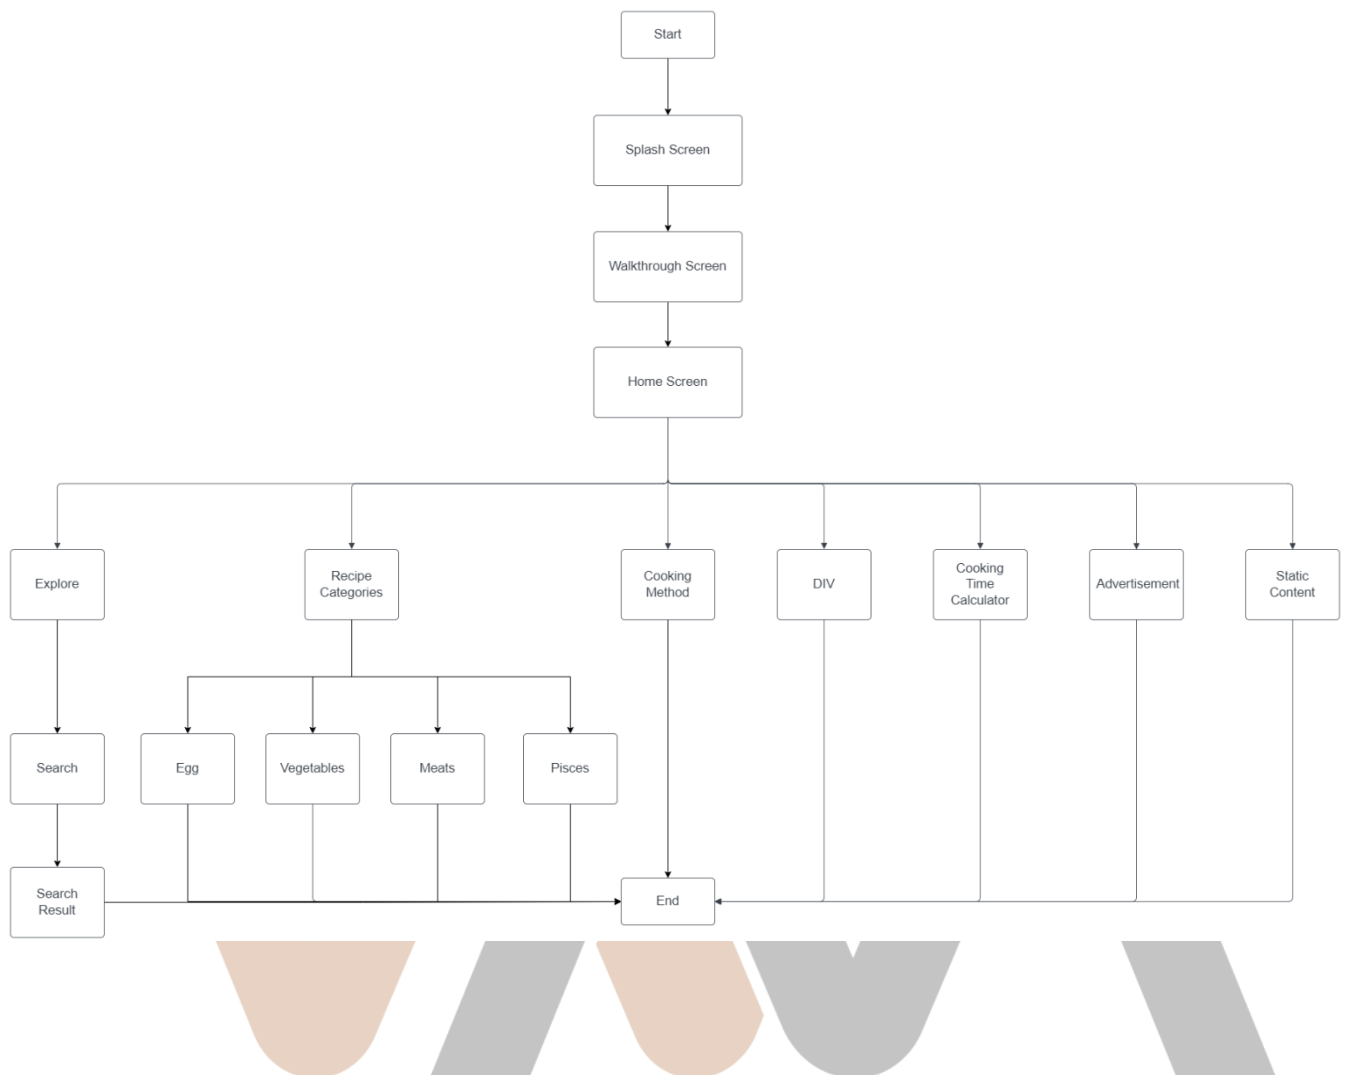 Start
Splash Screen
Walkthrough Screen
Home Screen
Explore
Recipe
Categories
Cooking
Method
DIV
Cooking
Time
Calculator
Advertisement
Static
Content
Search
Egg
Vegetables
Meats
Pisces
Search
Result
End